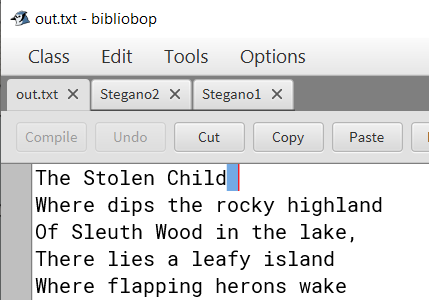 out.txt - bibliobop
Class Edit Tools Options
out.txt Stegano2 Stegano1
Compile Undo Cut Copy Paste
The Stolen Child
Where dips the rocky highland
Of Sleuth Wood in the lake,
There lies a leafy island
Where flapping herons wake